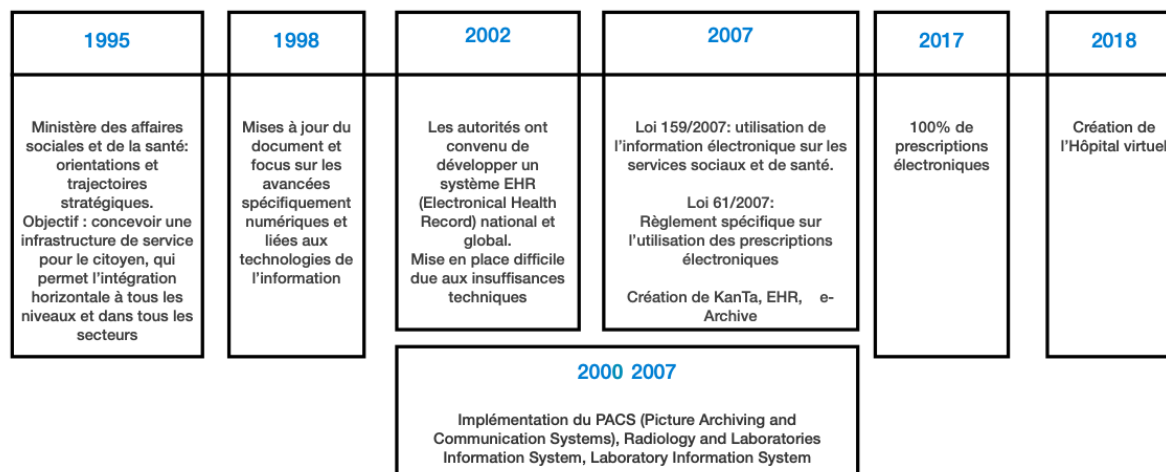 1995
Ministère des affaires
sociales et de la santé:
orientations et
trajectoires
stratégiques.
Objectif : concevoir une
infrastructure de service
pour le citoyen, qui
permet l'intégration
horizontale à tous les
niveaux et dans tous les
secteurs
1998
Mises à jour du
document et
focus sur les
avancées
spécifiquement
numériques et
liées aux
technologies de
l'information
2002
Les autorités ont
convenu de
développer un
système EHR
(Electronical Health
Record) national et
global.
Mise en place difficile
due aux insuffisances
techniques
2007
Loi 159/2007: utilisation de
l'information électronique sur les
services sociaux et de santé.
Loi 61/2007:
Règlement spécifique sur
l'utilisation des prescriptions
électroniques
Création de KanTa, EHR, e-
Archive
2017
100% de
prescriptions
électroniques
2018
Création de
l'Hôpital virtuel
2000 2007
Implémentation du PACS (Picture Archiving and
Communication Systems), Radiology and Laboratories
Information System, Laboratory Information System